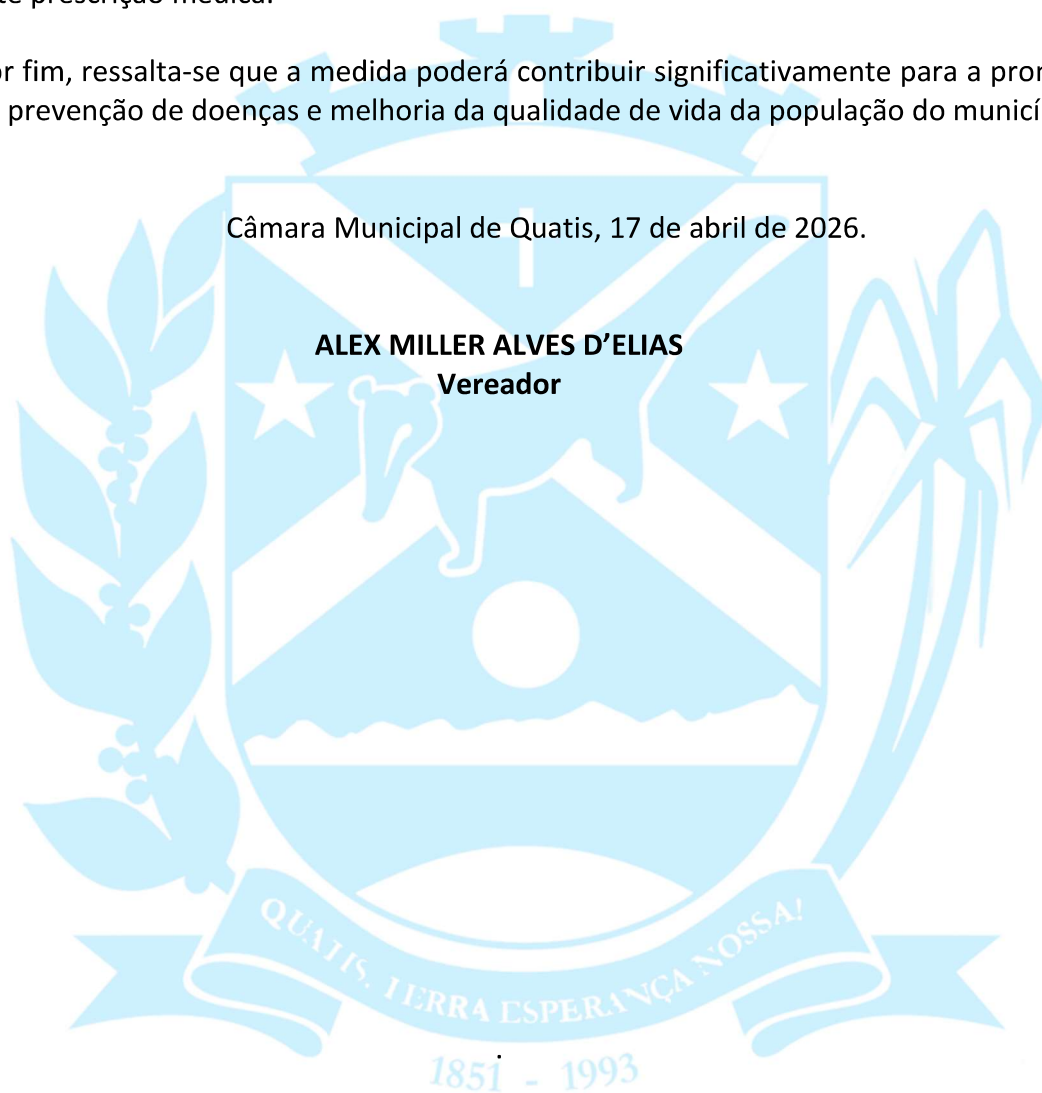 prescrição médica.
fim, ressalta-se que a medida poderá contribuir significativamente para a
prevenção de doenças e melhoria da qualidade de vida da população do
Câmara Municipal de Quatis, 17 de abril de 2026.
ALEX MILLER ALVES D’ELIAS
Vereador
QUATIS, TERRA ESPERANÇA NOSSA!
.
1851 - 1993